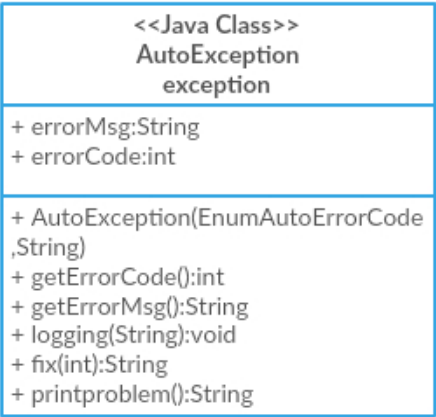 <<Java Class>>
AutoException
exception
+ errorMsg:String
+ errorCode:int
+ AutoException(EnumAutoErrorCode
,String)
+ getErrorCode():int
+ getErrorMsg():String
+ logging(String):void
+ fix(int):String
+ printproblem():String